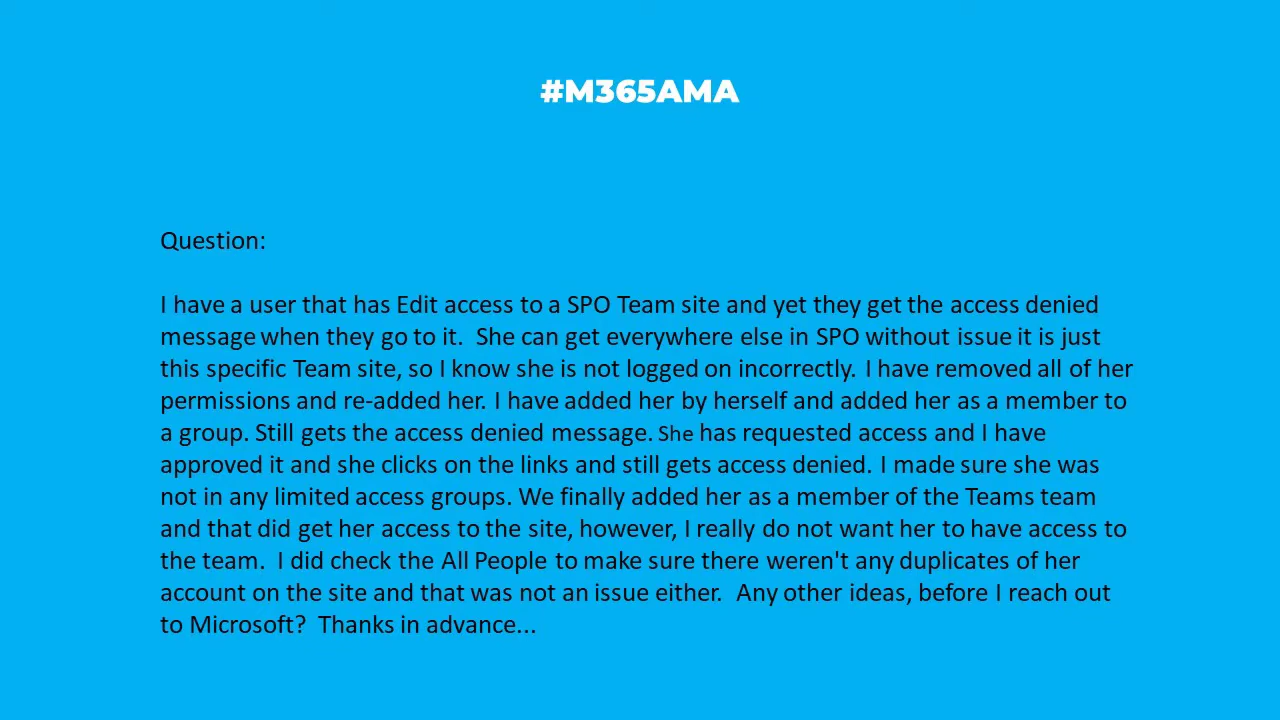 #M365AMA
Question:
I have a user that has Edit access to a SPO Team site and yet they get the access denied
message when they go to it.  She can get everywhere else in SPO without issue it is just
this specific Team site, so I know she is not logged on incorrectly. I have removed all of her
permissions and re-added her. I have added her by herself and added her as a member to
a group. Still gets the access denied message. She has requested access and I have
approved it and she clicks on the links and still gets access denied. I made sure she was
not in any limited access groups. We finally added her as a member of the Teams team
and that did get her access to the site, however, I really do not want her to have access to
the team.  I did check the All People to make sure there weren't any duplicates of her
account on the site and that was not an issue either.  Any other ideas, before I reach out
to Microsoft?  Thanks in advance...